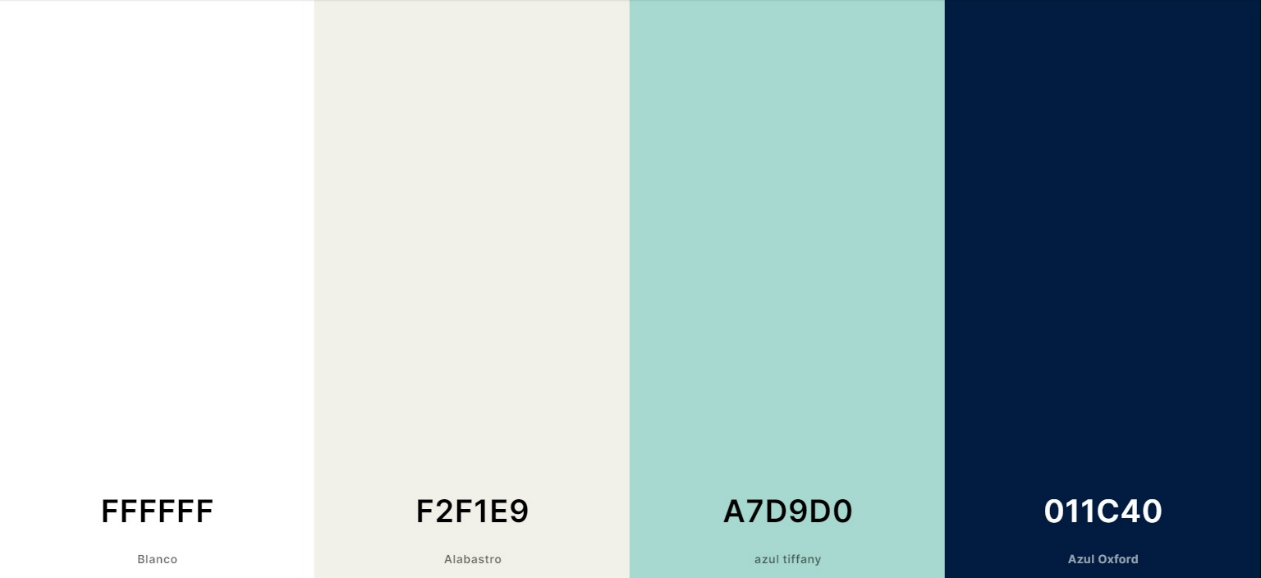 FFFFFF
Blanco
F2F1E9
Alabastro
A7D9D0
azul tiffany
011C40
Azul Oxford